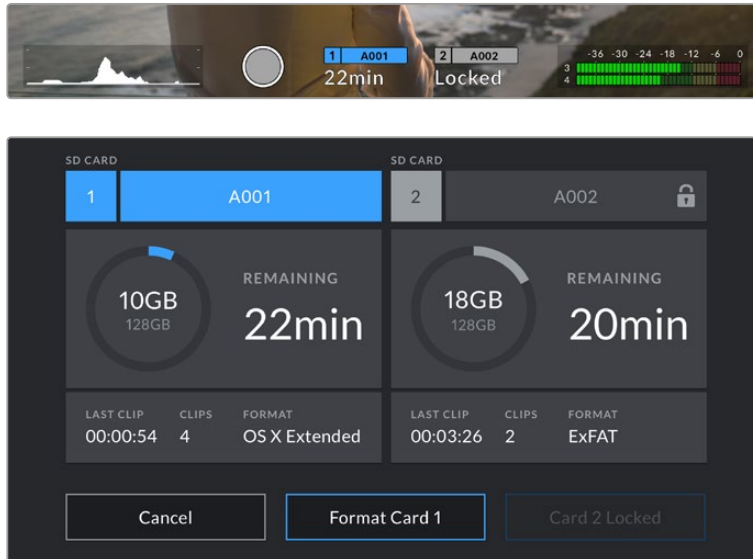 1 A001 2 A002
22min Locked
-36 -30 -24 -18 -12 -6 0
3
4
SD CARD SD CARD
1 A001 2 A002
10GB REMAINING 18GB REMAINING
128GB 22min 128GB 20min
LAST CLIP CLIPS FORMAT LAST CLIP CLIPS FORMAT
00:00:54 4 OS X Extended 00:03:26 2 ExFAT
Cancel Format Card 1 Card 2 Locked